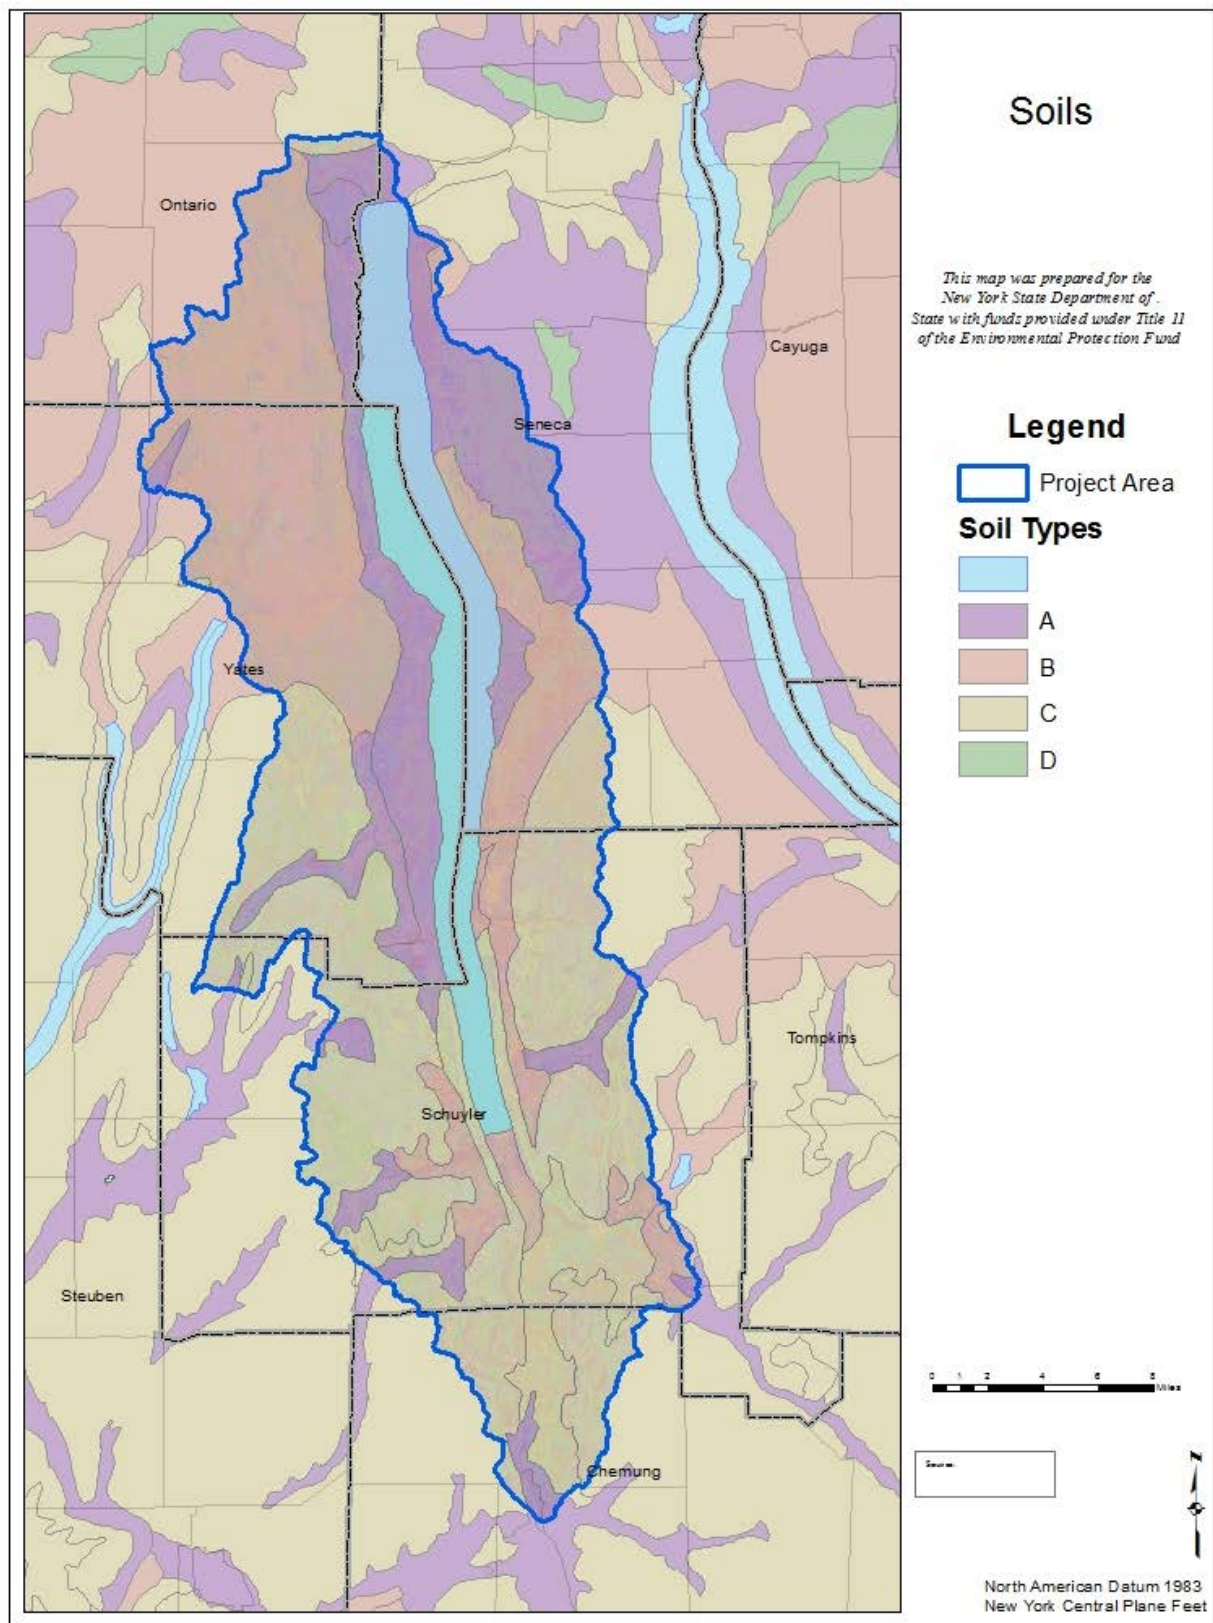 Soils
This map was prepared for the
New York State Department of .
State with funds provided under Title 11
of the Environmental Protection Fund
Legend
Project Area
Soil Types
A
B
C
D
Ontario
Cayuga
Seneca
Yates
Tompkins
Schuyler
Steuben
Chemung
0 1 2 4 6 8
Miles
Source:
N
North American Datum 1983
New York Central Plane Feet